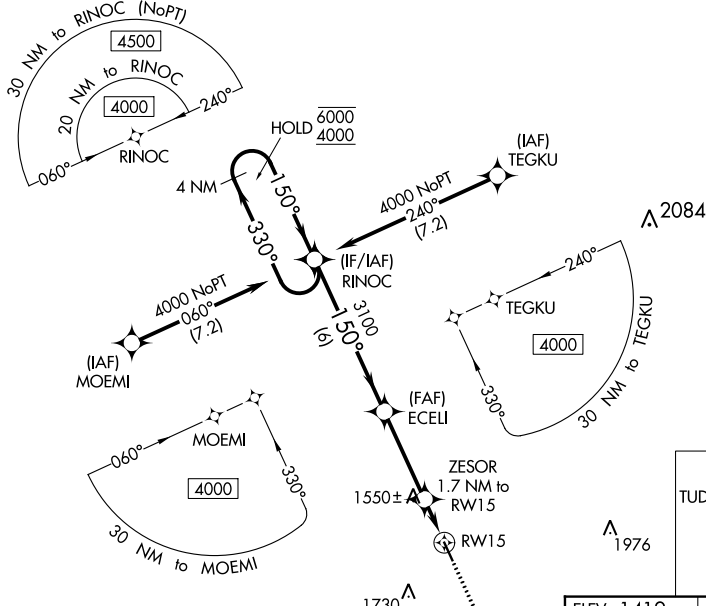 30 NM to RINOC (NoPT)
4500
20 NM to RINOC
4000
240°
060°
RINOC
HOLD 6000
4000
4 NM
150°
330°
(IAF)
TEGKU
4000 NoPT
240°
(7.2)
2084
(IF/IAF)
RINOC
4000 NoPT
060°
(7.2)
(IAF)
MOEMI
3100
150°
(6)
240°
TEGKU
4000
330°
30 NM to TEGKU
(FAF)
ECELI
MOEMI
060°
4000
330°
30 NM to MOEMI
ZESOR
1.7 NM to
RW15
1550±
RW15
TUD
1976
1730
ELEV 1410